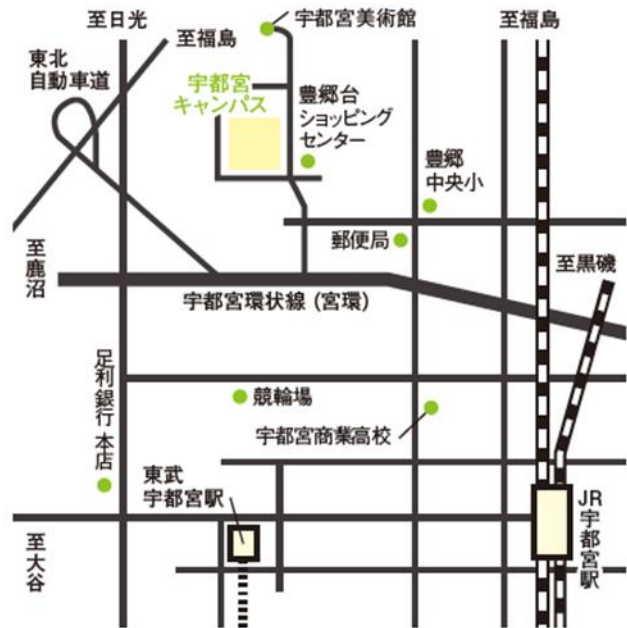 至日光
至福島
宇都宮美術館
至福島
東北
自動車道
宇都宮
キャンパス
豊郷台
ショッピング
センター
豊郷
中央小
郵便局
至鹿沼
至黒磯
宇都宮環状線（宮環）
足利銀行 本店
競輪場
宇都宮商業高校
東武
宇都宮駅
JR宇都宮駅
至大谷